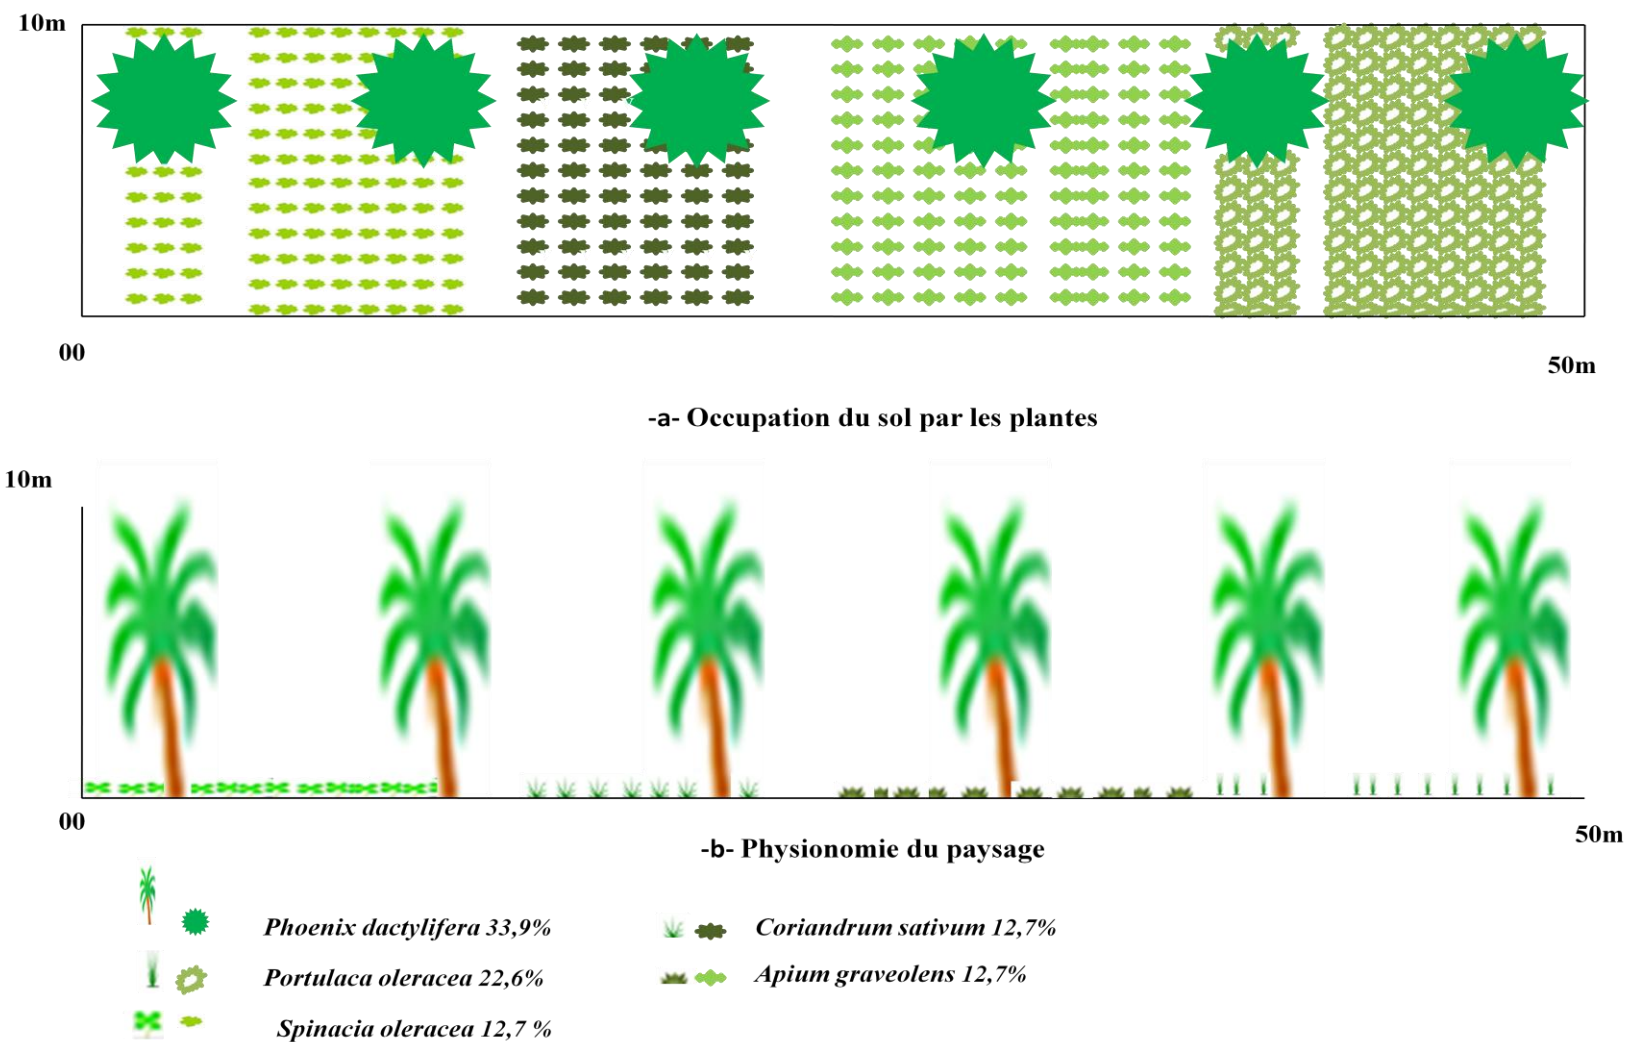 10m
00
50m
-a- Occupation du sol par les plantes
10m
00
50m
-b- Physionomie du paysage
Phoenix dactylifera 33,9%
Coriandrum sativum 12,7%
Portulaca oleracea 22,6%
Apium graveolens 12,7%
Spinacia oleracea 12,7 %